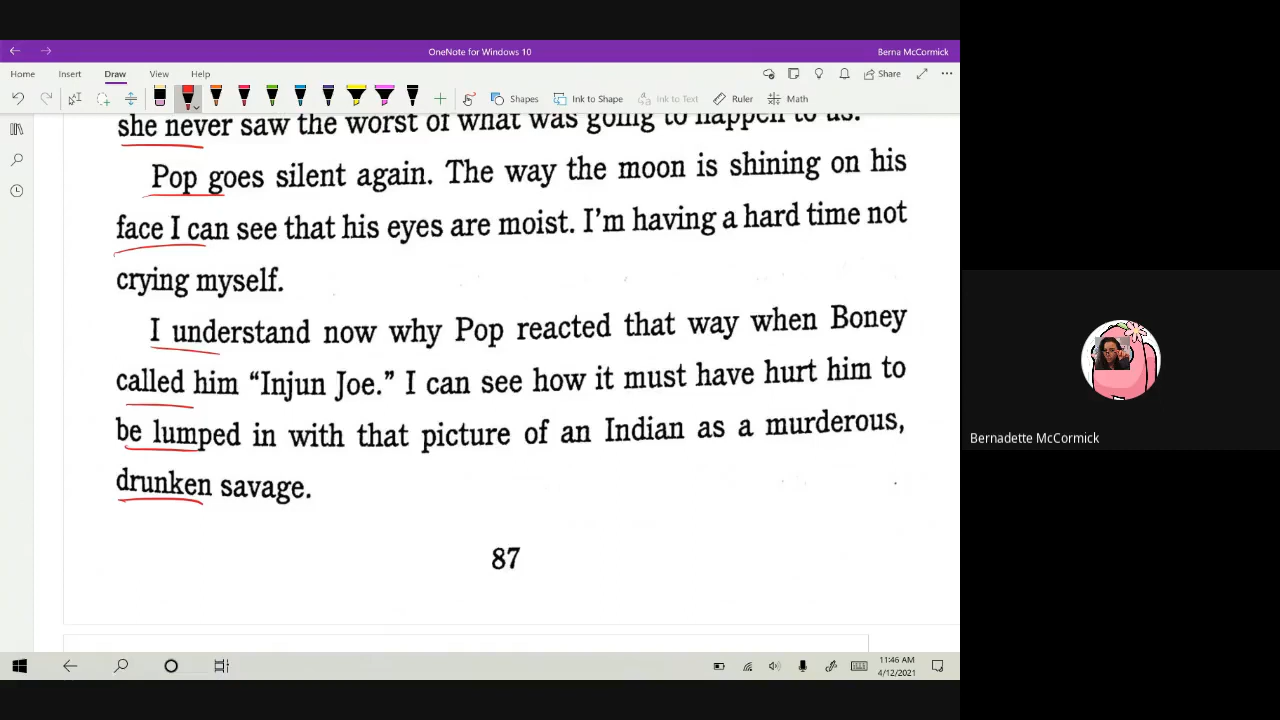 OneNote for Windows 10
Berna McCormick
Home Insert Draw View Help
Share
Shapes Ink to Shape Ink to Text Ruler Math
she never saw the worst of what was going to happen to us.
Pop goes silent again. The way the moon is shining on his
face I can see that his eyes are moist. I'm having a hard time not
crying myself.
I understand now why Pop reacted that way when Boney
called him “Injun Joe.” I can see how it must have hurt him to
be lumped in with that picture of an Indian as a murderous,
drunken savage.
87
Bernadette McCormick
11:46 AM
4/12/2021